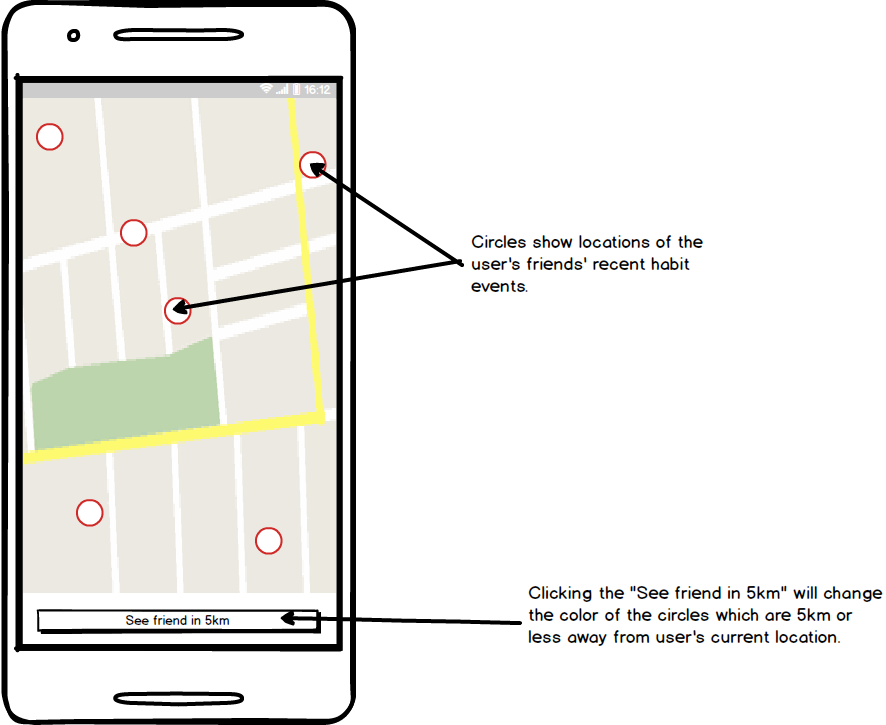 16:12
Circles show locations of the
user's friends' recent habit
events.
Clicking the "See friend in 5km" will change
the color of the circles which are 5km or
less away from user's current location.
See friend in 5km